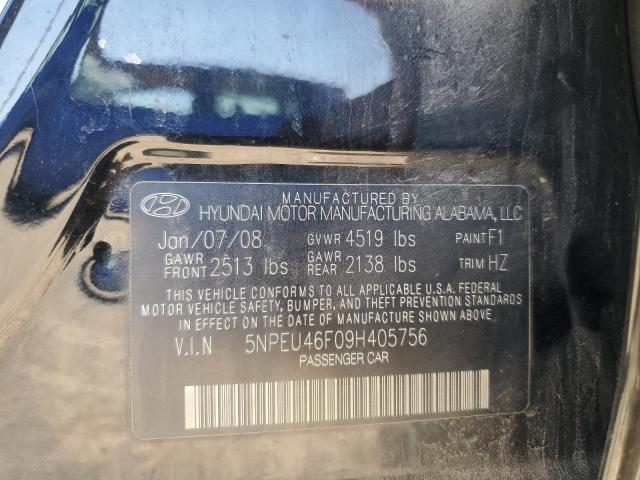 MANUFACTURED BY
HYUNDAI MOTOR MANUFACTURING ALABAMA, LLC
Jan/07/08 GVWR 4519 lbs PAINT F1
GAWR FRONT 2513 lbs GAWR REAR 2138 lbs TRIM HZ
THIS VEHICLE CONFORMS TO ALL APPLICABLE U.S.A. FEDERAL
MOTOR VEHICLE SAFETY, BUMPER, AND THEFT PREVENTION STANDARDS
IN EFFECT ON THE DATE OF MANUFACTURE SHOWN ABOVE.
V.I.N 5NPEU46F09H405756
PASSENGER CAR